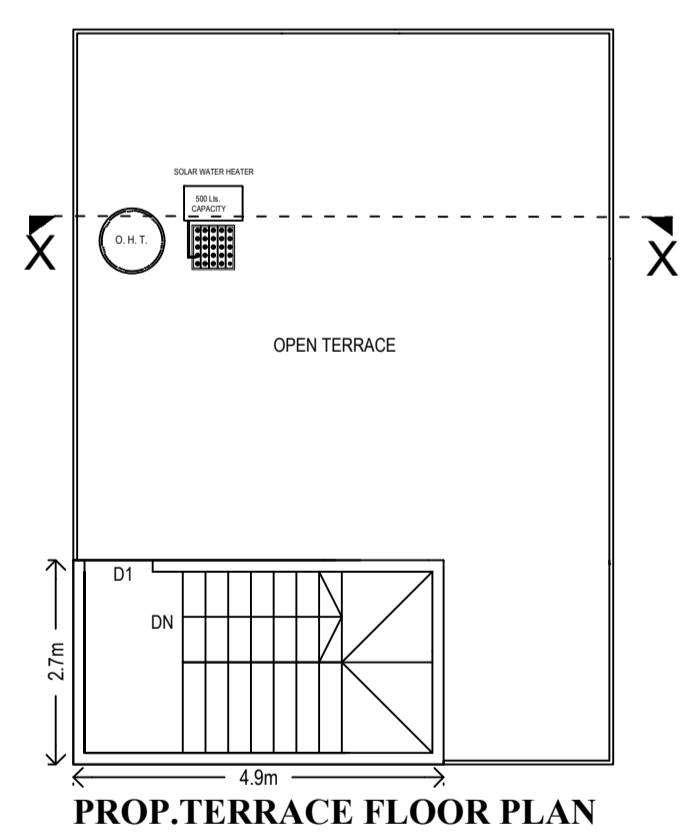 SOLAR WATER HEATER
500 Lts.
CAPACITY
O. H. T.
X
X
OPEN TERRACE
D1
DN
2.7m
4.9m
PROP.TERRACE FLOOR PLAN